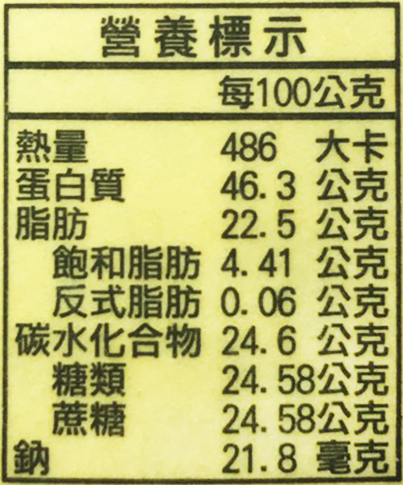 營養標示
每100公克
熱量 486 大卡
蛋白質 46.3 公克
脂肪 22.5 公克
飽和脂肪 4.41 公克
反式脂肪 0.06 公克
碳水化合物 24.6 公克
糖類 24.58公克
蔗糖 24.58公克
鈉 21.8 毫克